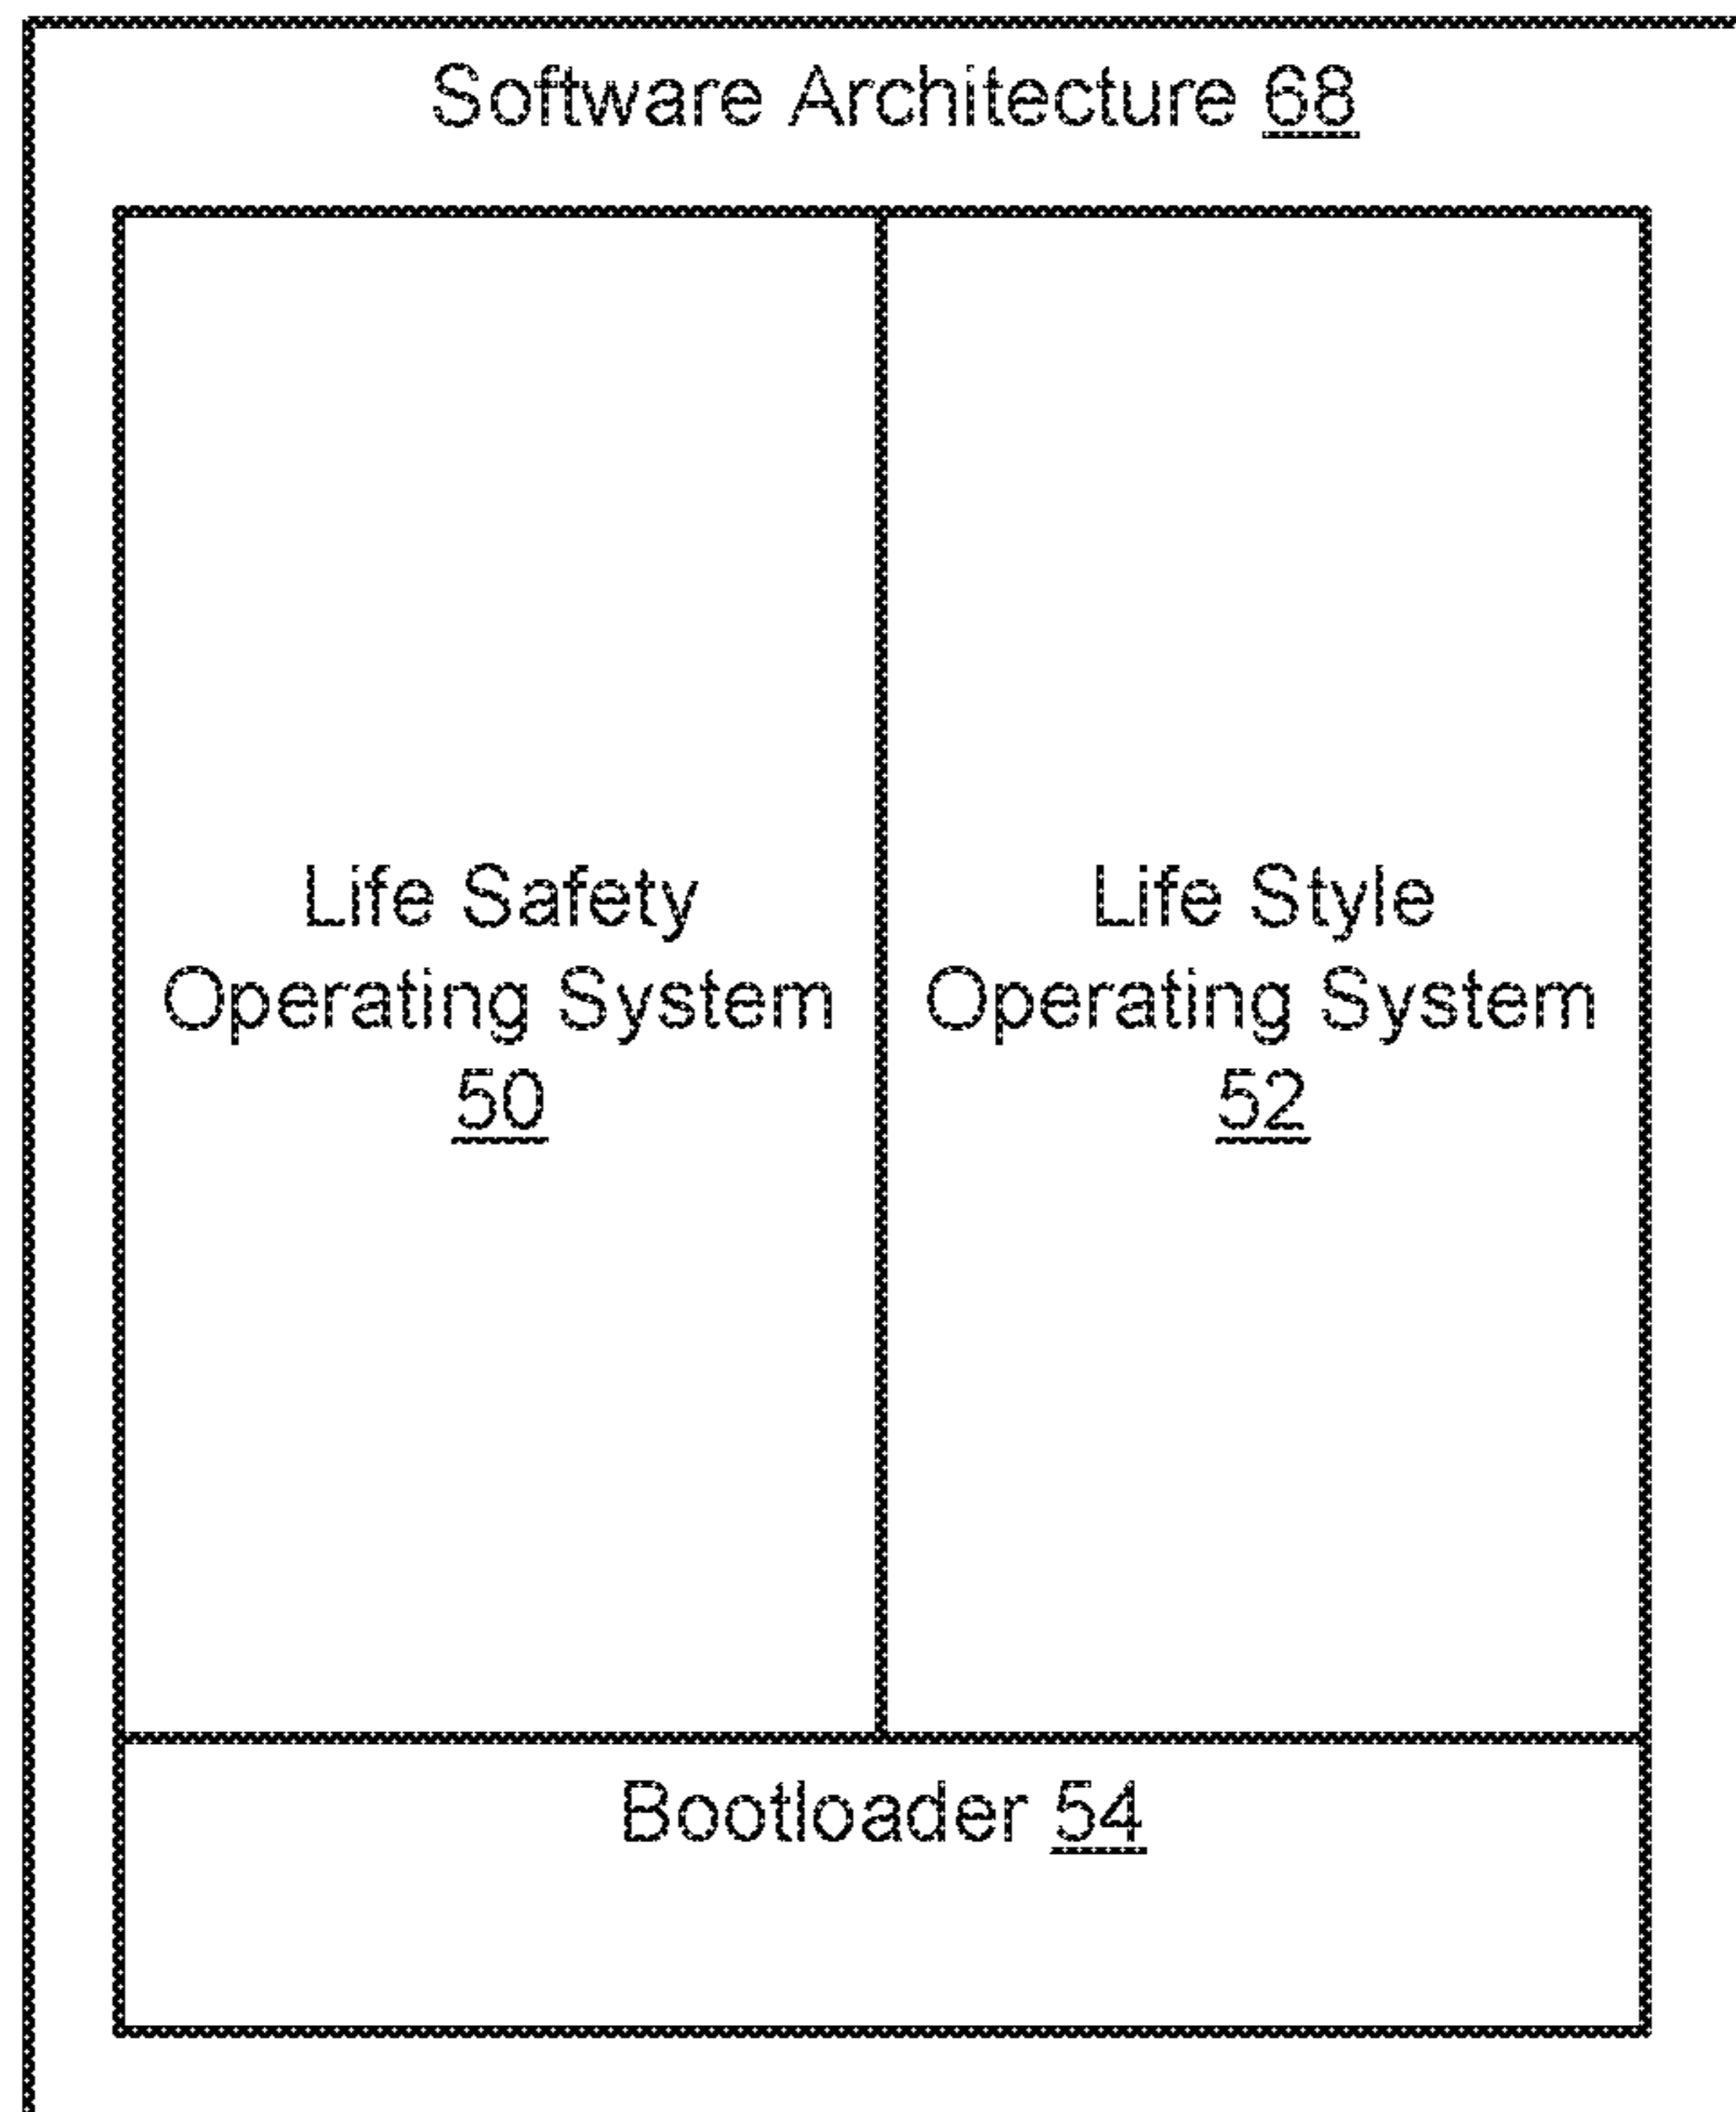 Software Architecture 68
Life Safety
Operating System
50
Life Style
Operating System
52
Bootloader 54